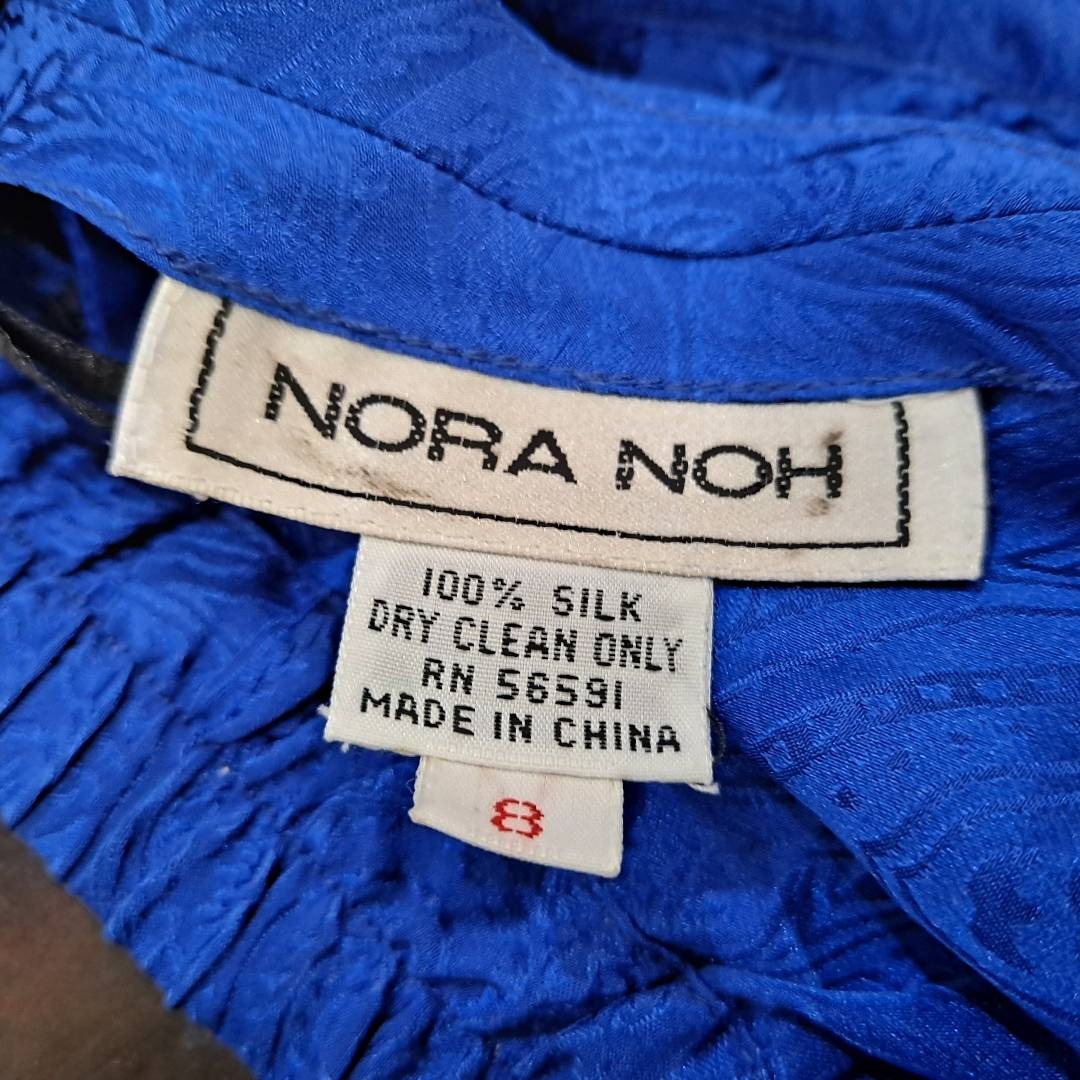 NORA NOH
100% SILK
DRY CLEAN ONLY
RN 56591
MADE IN CHINA
8